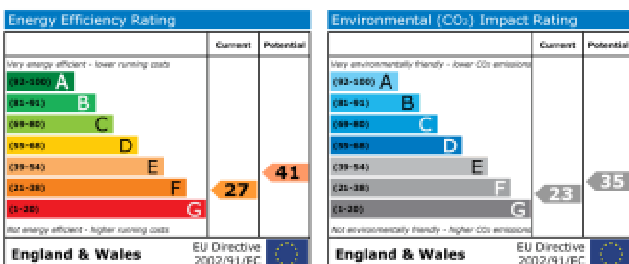 Energy Efficiency Rating
Current Potential
Very energy efficient - lower running costs
(92-100) A
(81-91) B
(69-80) C
(55-68) D
(39-54) E
(21-38) F
(1-20) G
27
41
Not energy efficient - higher running costs
England & Wales
EU Directive
2002/91/EC
Environmental (CO₂) Impact Rating
Current Potential
Very environmentally friendly - lower CO₂ emissions
(92-100) A
(81-91) B
(69-80) C
(55-68) D
(39-54) E
(21-38) F
(1-20) G
23
35
Not environmentally friendly - higher CO₂ emissions
England & Wales
EU Directive
2002/91/EC